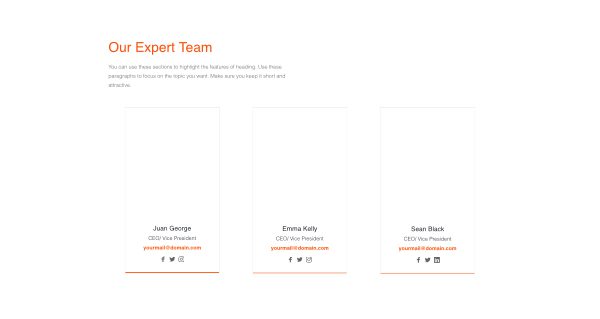 Our Expert Team
You can use these sections to highlight the features of heading. Use these
paragraphs to focus on the topic you want. Make sure you keep it short and
attractive.
Juan George
CEO/ Vice President
yourmail@domain.com
Emma Kelly
CEO/ Vice President
yourmail@domain.com
Sean Black
CEO/ Vice President
yourmail@domain.com